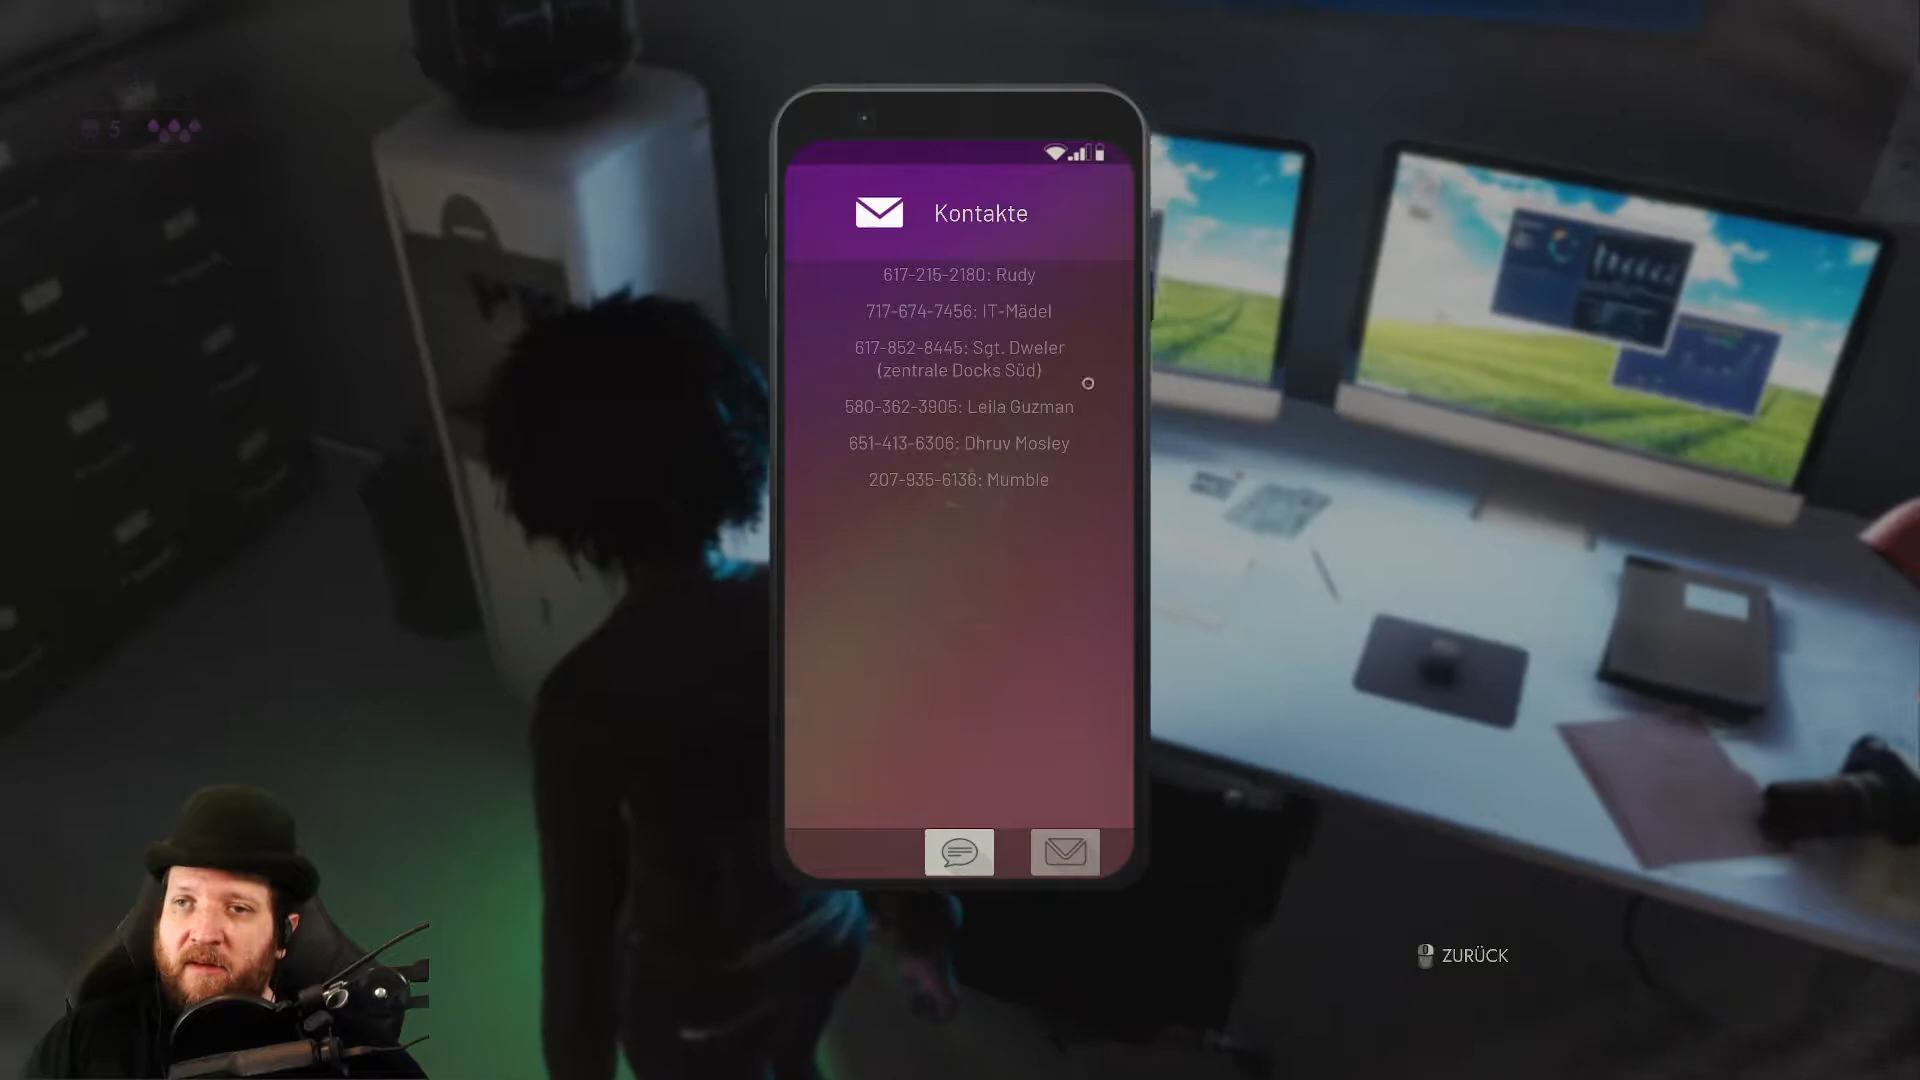 5
Kontakte
617-215-2180: Rudy
717-674-7456: IT-Mädel
617-852-8445: Sgt. Dweler
(zentrale Docks Süd)
580-362-3905: Leila Guzman
651-413-6306: Dhruv Mosley
207-935-6136: Mumble
ZURÜCK